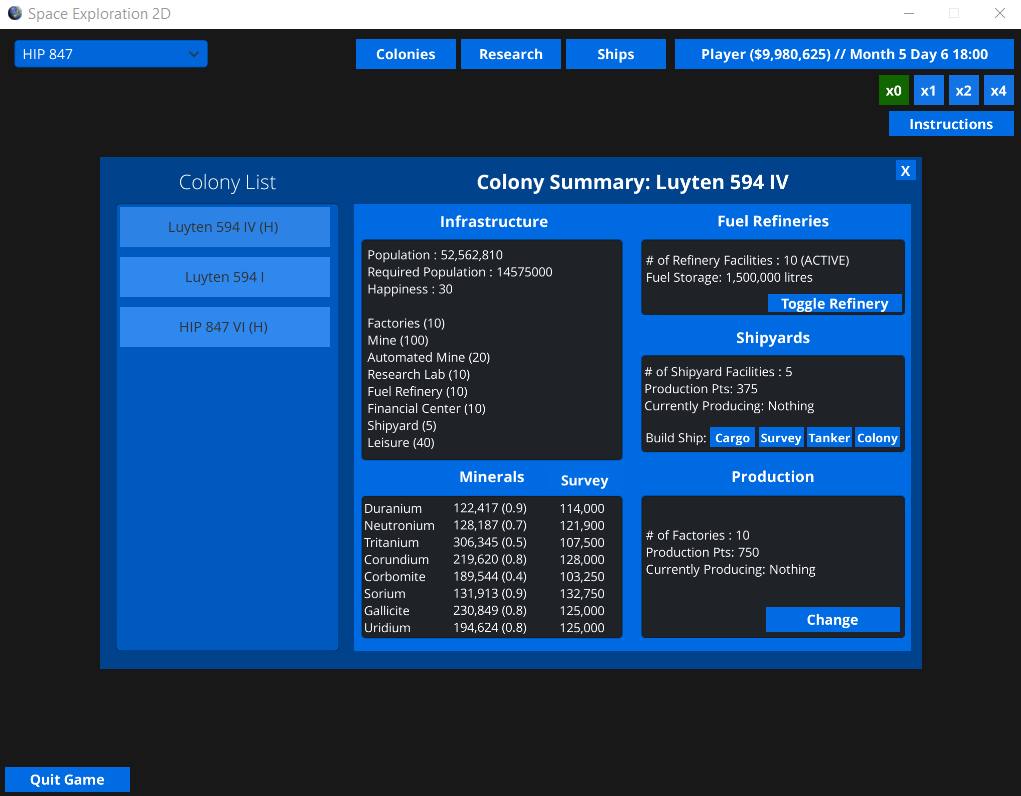 Space Exploration 2D
HIP 847
Colonies
Research
Ships
Player ($9,980,625) // Month 5 Day 6 18:00
x0
x1
x2
x4
Instructions
X
Colony List
Luyten 594 IV (H)
Luyten 594 I
HIP 847 VI (H)
Colony Summary: Luyten 594 IV
Infrastructure
Population : 52,562,810
Required Population : 14575000
Happiness : 30
Factories (10)
Mine (100)
Automated Mine (20)
Research Lab (10)
Fuel Refinery (10)
Financial Center (10)
Shipyard (5)
Leisure (40)
Fuel Refineries
# of Refinery Facilities : 10 (ACTIVE)
Fuel Storage: 1,500,000 litres
Toggle Refinery
Shipyards
# of Shipyard Facilities : 5
Production Pts: 375
Currently Producing: Nothing
Build Ship: Cargo Survey Tanker Colony
Minerals Survey
Duranium 122,417 (0.9) 114,000
Neutronium 128,187 (0.7) 121,900
Tritanium 306,345 (0.5) 107,500
Corundium 219,620 (0.8) 128,000
Corbomite 189,544 (0.4) 103,250
Sorium 131,913 (0.9) 132,750
Gallicite 230,849 (0.8) 125,000
Uridium 194,624 (0.8) 125,000
Production
# of Factories : 10
Production Pts: 750
Currently Producing: Nothing
Change
Quit Game